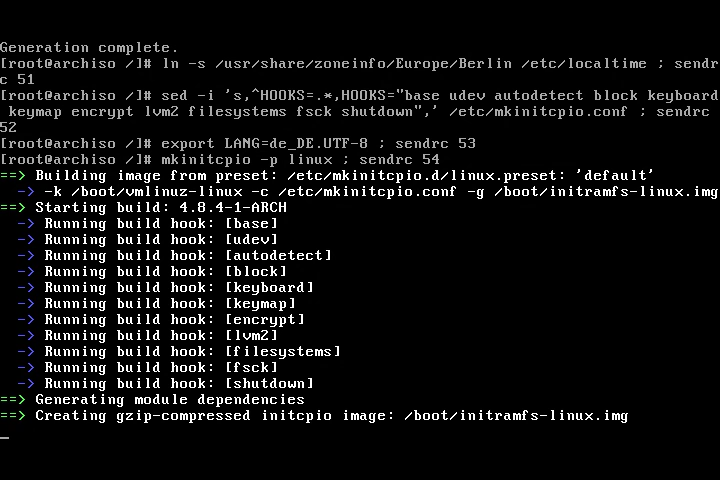 Generation complete.
[root@archiso /]# ln -s /usr/share/zoneinfo/Europe/Berlin /etc/localtime ; sendr
c 51
[root@archiso /]# sed -i 's,^HOOKS=.*,HOOKS="base udev autodetect block keyboard
 keymap encrypt lvm2 filesystems fsck shutdown",' /etc/mkinitcpio.conf ; sendrc
52
[root@archiso /]# export LANG=de_DE.UTF-8 ; sendrc 53
[root@archiso /]# mkinitcpio -p linux ; sendrc 54
==> Building image from preset: /etc/mkinitcpio.d/linux.preset: 'default'
  -> -k /boot/vmlinuz-linux -c /etc/mkinitcpio.conf -g /boot/initramfs-linux.img
==> Starting build: 4.8.4-1-ARCH
  -> Running build hook: [base]
  -> Running build hook: [udev]
  -> Running build hook: [autodetect]
  -> Running build hook: [block]
  -> Running build hook: [keyboard]
  -> Running build hook: [keymap]
  -> Running build hook: [encrypt]
  -> Running build hook: [lvm2]
  -> Running build hook: [filesystems]
  -> Running build hook: [fsck]
  -> Running build hook: [shutdown]
==> Generating module dependencies
==> Creating gzip-compressed initcpio image: /boot/initramfs-linux.img